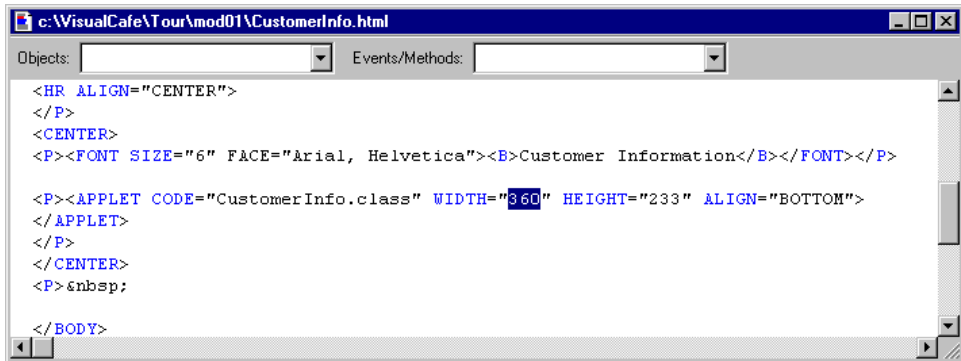 c:\VisualCafe\Tour\mod01\CustomerInfo.html
Objects: Events/Methods:
<HR ALIGN="CENTER">
</P>
<CENTER>
<P><FONT SIZE="6" FACE="Arial, Helvetica"><B>Customer Information</B></FONT></P>
<P><APPLET CODE="CustomerInfo.class" WIDTH="360" HEIGHT="233" ALIGN="BOTTOM">
</APPLET>
</P>
</CENTER>
<P>&nbsp;
</BODY>